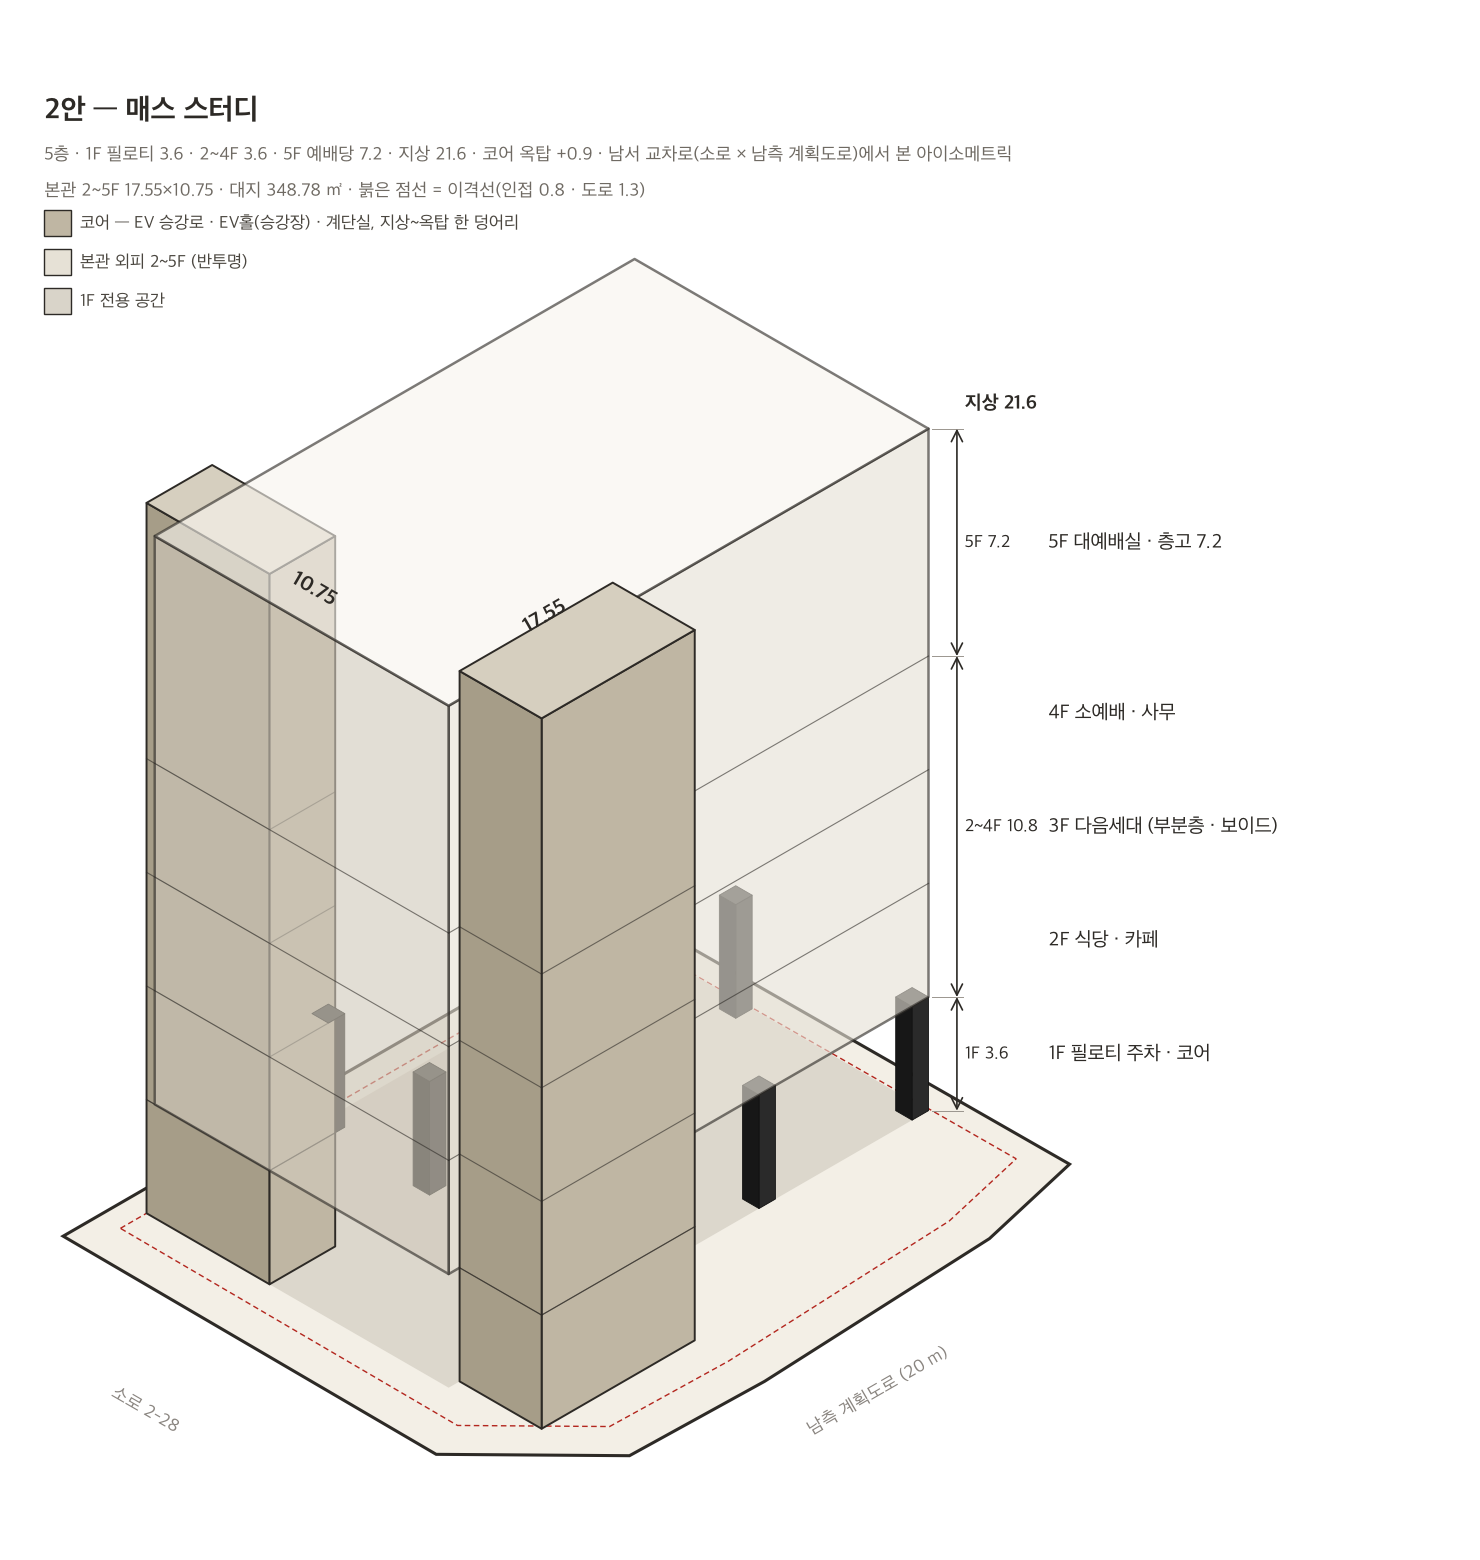 2안 — 매스 스터디
5층 · 1F 필로티 3.6 · 2~4F 3.6 · 5F 예배당 7.2 · 지상 21.6 · 코어 옥탑 +0.9 · 남서 교차로(소로 × 남측 계획도로)에서 본 아이소메트릭
본관 2~5F 17.55×10.75 · 대지 348.78 ㎡ · 붉은 점선 = 이격선(인접 0.8 · 도로 1.3)
코어 — EV 승강로 · EV홀(승강장) · 계단실, 지상~옥탑 한 덩어리
본관 외피 2~5F (반투명)
1F 전용 공간
지상 21.6
5F 7.2
5F 대예배실 · 층고 7.2
10.75
17.55
4F 소예배 · 사무
2~4F 10.8
3F 다음세대 (부분층 · 보이드)
2F 식당 · 카페
1F 3.6
1F 필로티 주차 · 코어
소로 2-28
남측 계획도로 (20 m)